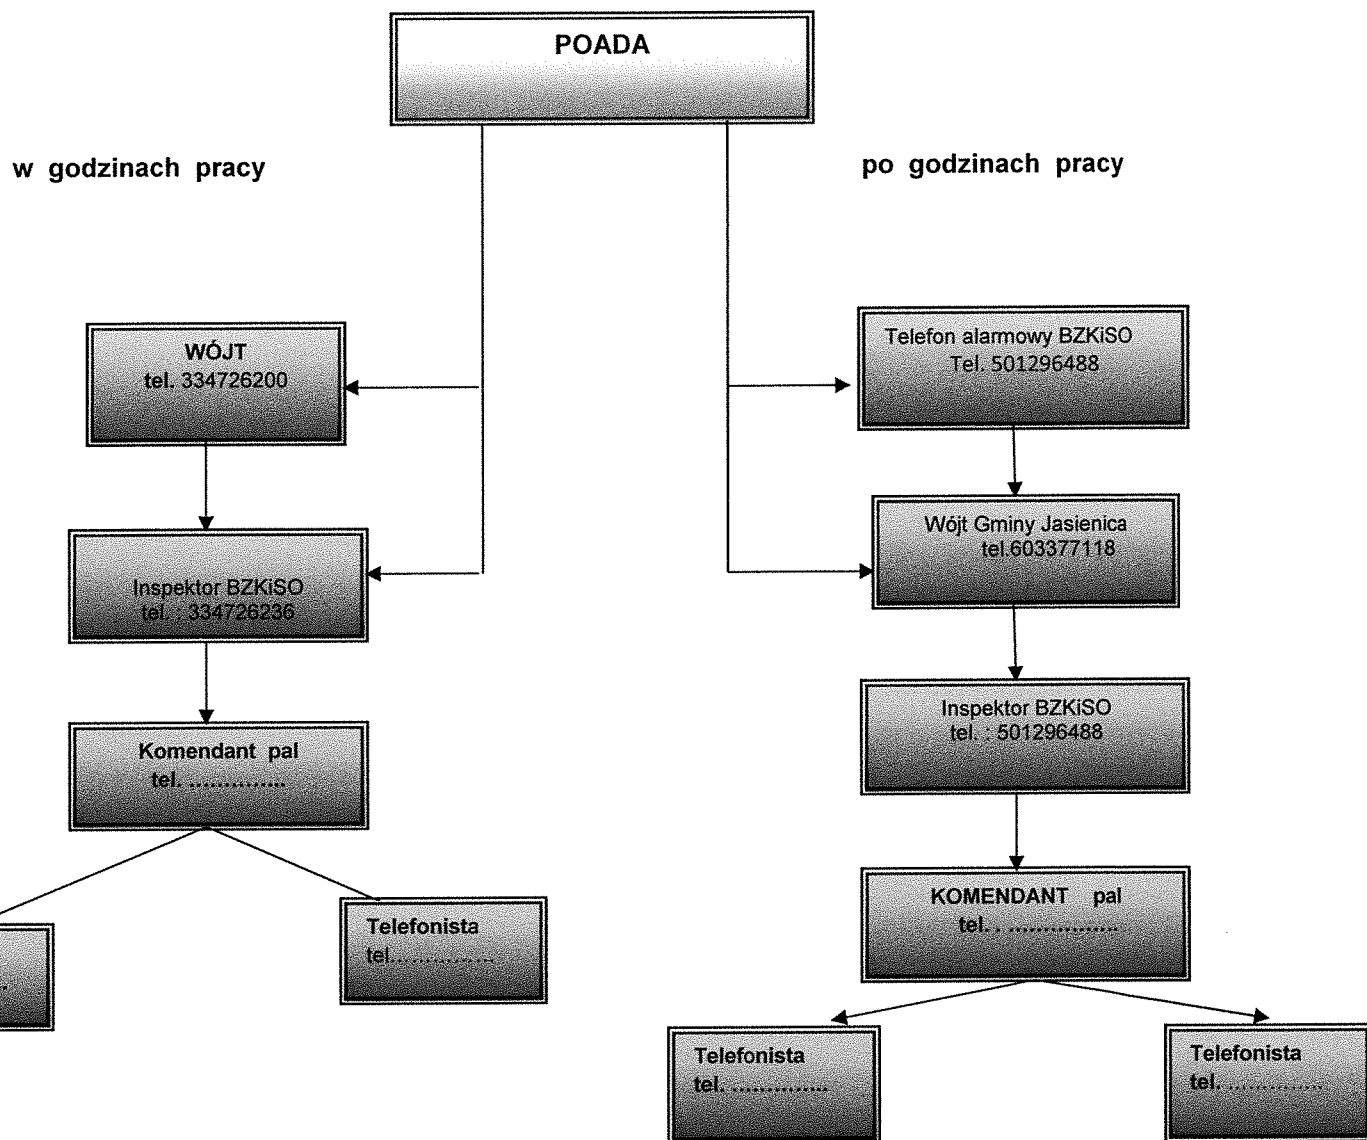 POADA
w godzinach pracy
po godzinach pracy
WÓJT
tel. 334726200
Inspektor BZKiSO
tel. : 334726236
Komendant pal
tel. ..............
Telefonista
tel. ..............
Telefon alarmowy BZKiSO
Tel. 501296488
Wójt Gminy Jasienica
tel.603377118
Inspektor BZKiSO
tel. : 501296488
KOMENDANT pal
tel. . ................
Telefonista
tel. ..............
Telefonista
tel. ..............